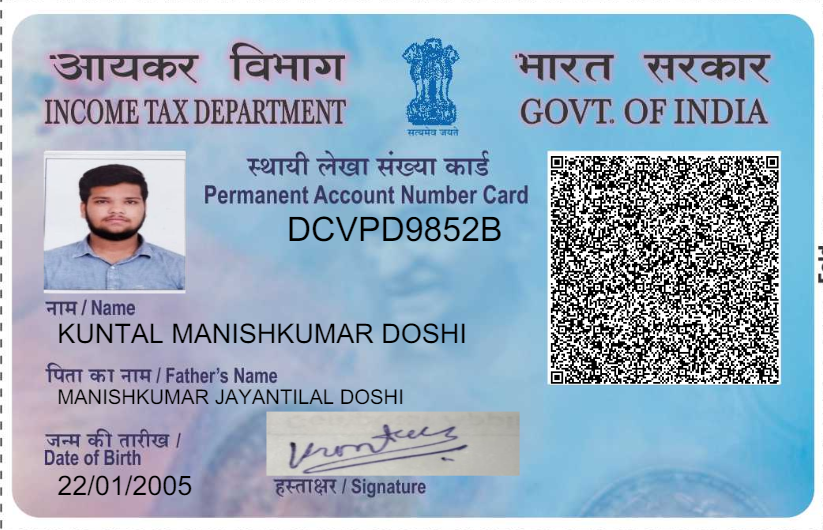 आयकर विभाग
INCOME TAX DEPARTMENT
सत्यमेव जयते
भारत सरकार
GOVT. OF INDIA
स्थायी लेखा संख्या कार्ड
Permanent Account Number Card
DCVPD9852B
नाम / Name
KUNTAL MANISHKUMAR DOSHI
पिता का नाम / Father's Name
MANISHKUMAR JAYANTILAL DOSHI
जन्म की तारीख /
Date of Birth
22/01/2005
हस्ताक्षर / Signature